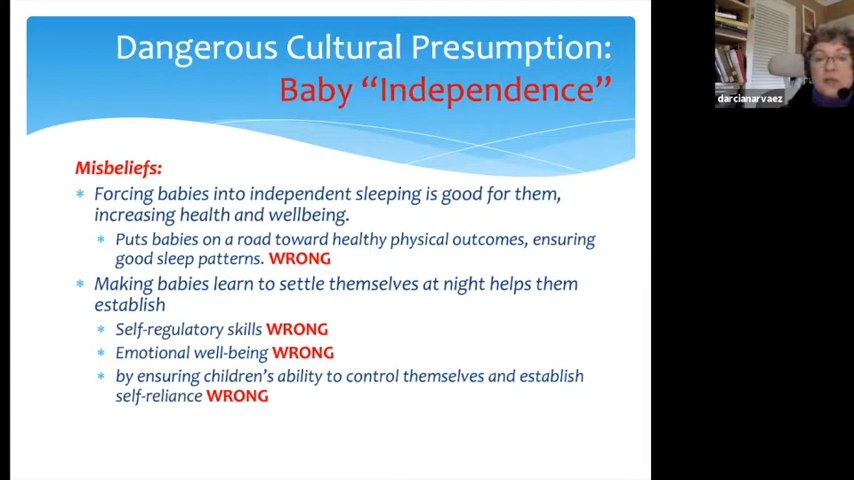 Dangerous Cultural Presumption:
Baby “Independence”
Misbeliefs:
* Forcing babies into independent sleeping is good for them,
increasing health and wellbeing.
* Puts babies on a road toward healthy physical outcomes, ensuring
good sleep patterns. WRONG
* Making babies learn to settle themselves at night helps them
establish
* Self-regulatory skills WRONG
* Emotional well-being WRONG
* by ensuring children’s ability to control themselves and establish
self-reliance WRONG
darcianarvaez